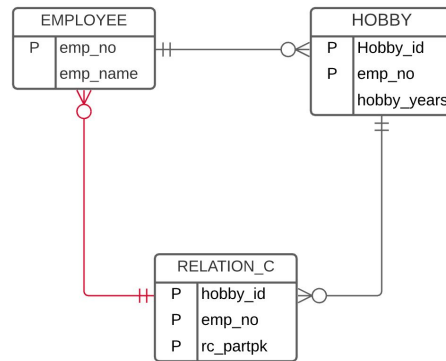 EMPLOYEE
P emp_no
emp_name
HOBBY
P Hobby_id
P emp_no
hobby_years
RELATION_C
P hobby_id
P emp_no
P rc_partpk